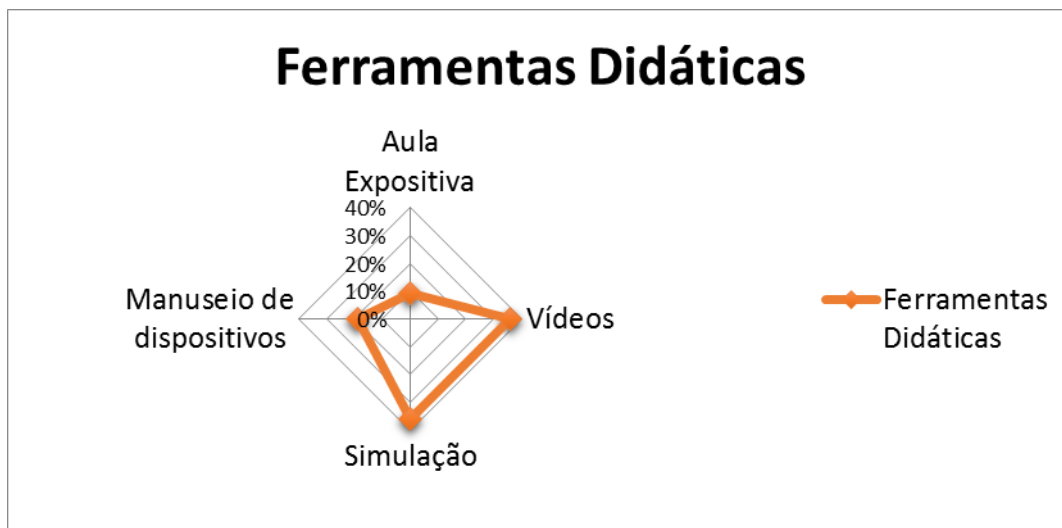 Ferramentas Didáticas
Aula
Expositiva
40%
30%
20%
10%
0%
Manuseio de
dispositivos
Vídeos
Simulação
Ferramentas
Didáticas